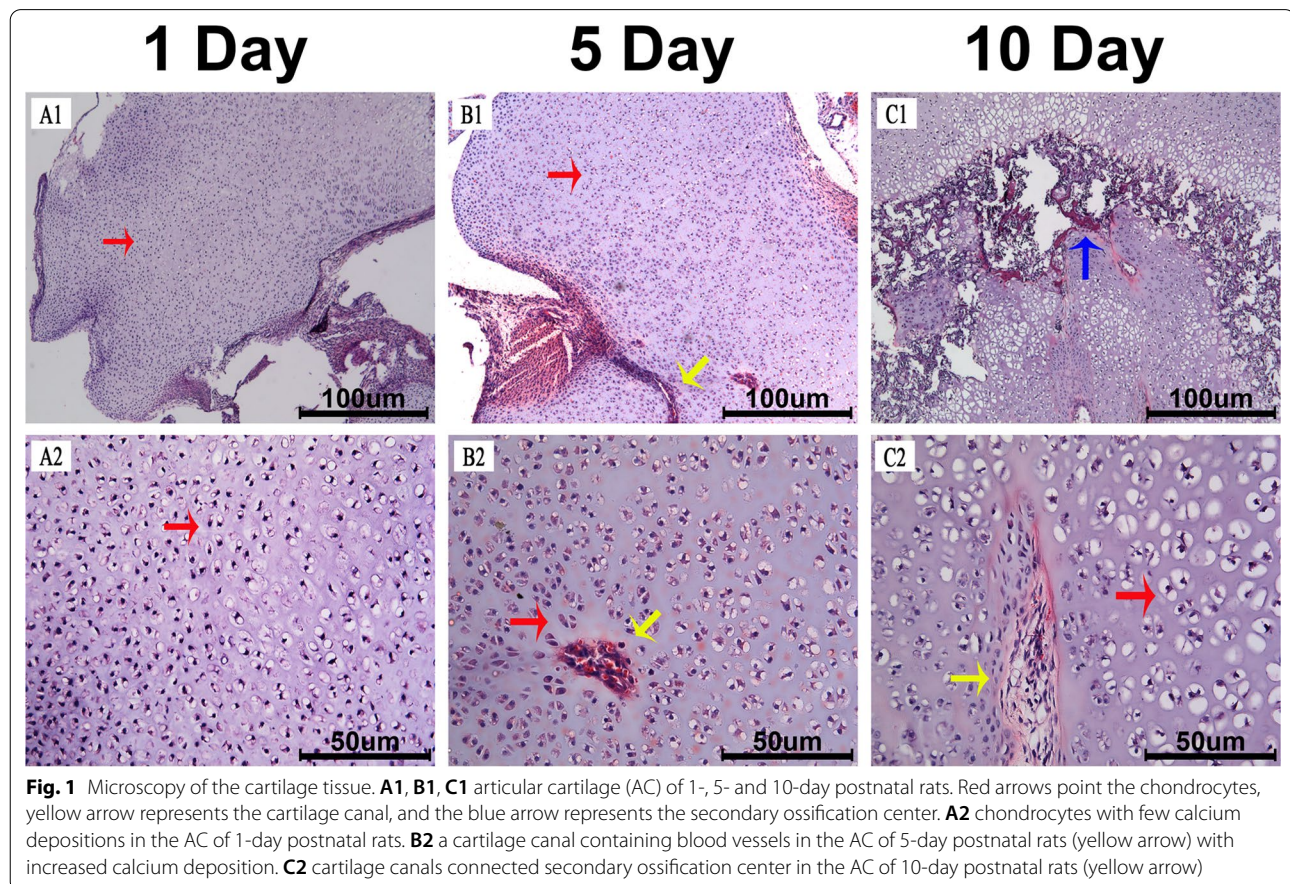 1 Day
5 Day
10 Day
A1
B1
C1
100um
100um
100um
A2
B2
C2
50um
50um
50um
Fig. 1 Microscopy of the cartilage tissue. A1, B1, C1 articular cartilage (AC) of 1-, 5- and 10-day postnatal rats. Red arrows point the chondrocytes,
yellow arrow represents the cartilage canal, and the blue arrow represents the secondary ossification center. A2 chondrocytes with few calcium
depositions in the AC of 1-day postnatal rats. B2 a cartilage canal containing blood vessels in the AC of 5-day postnatal rats (yellow arrow) with
increased calcium deposition. C2 cartilage canals connected secondary ossification center in the AC of 10-day postnatal rats (yellow arrow)